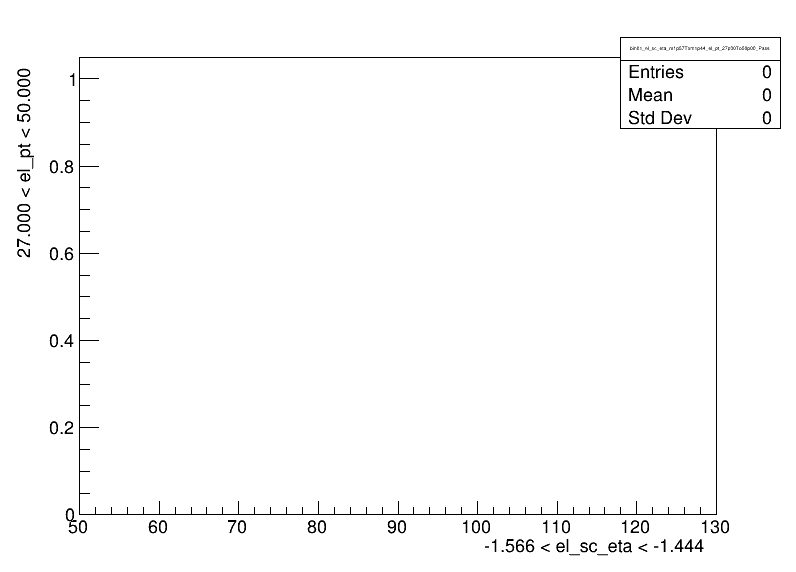 Entries 0
Mean 0
Std Dev 0
27.000 < el_pt < 50.000
1
0.8
0.6
0.4
0.2
0
50 60 70 80 90 100 110 120 130
-1.566 < el_sc_eta < -1.444